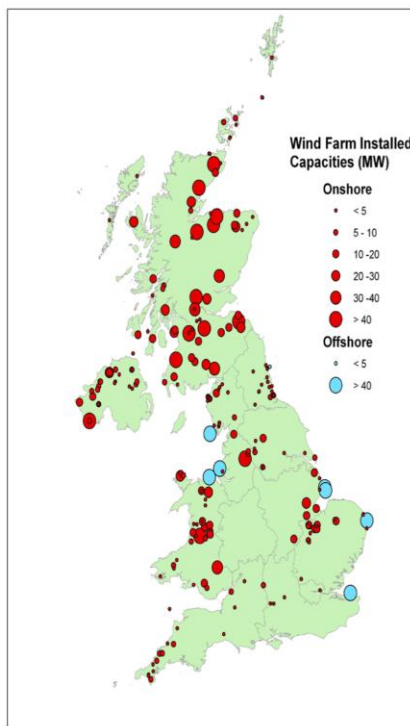 Wind Farm Installed
Capacities (MW)
Onshore
< 5
5 - 10
10 -20
20 - 30
30 - 40
> 40
Offshore
< 5
> 40